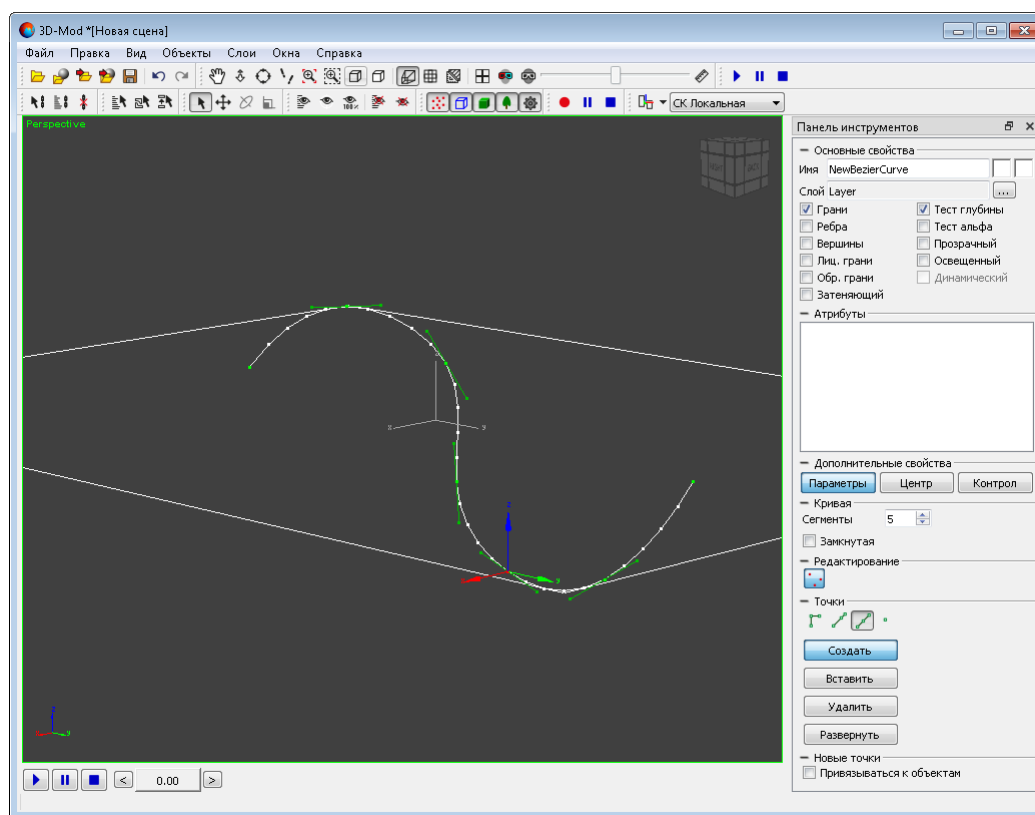 3D-Mod *[Новая сцена]
Файл Правка Вид Объекты Слои Окна Справка
100%
СК Локальная
Perspective
Панель инструментов
Основные свойства
Имя NewBezierCurve
Слой Layer ...
Грани Тест глубины
Ребра Тест альфа
Вершины Прозрачный
Лиц. грани Освещенный
Обр. грани Динамический
Затеняющий
Атрибуты
Дополнительные свойства
Параметры Центр Контрол
Кривая
Сегменты 5
Замкнутая
Редактирование
Точки
Создать
Вставить
Удалить
Развернуть
Новые точки
Привязываться к объектам
< 0.00 >